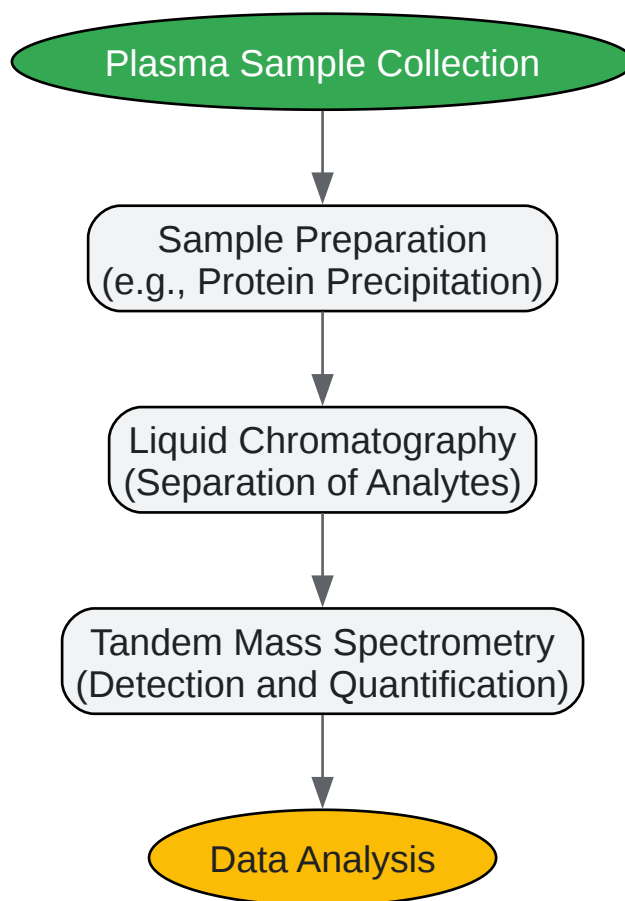 Plasma Sample Collection
Sample Preparation
(e.g., Protein Precipitation)
Liquid Chromatography
(Separation of Analytes)
Tandem Mass Spectrometry
(Detection and Quantification)
Data Analysis